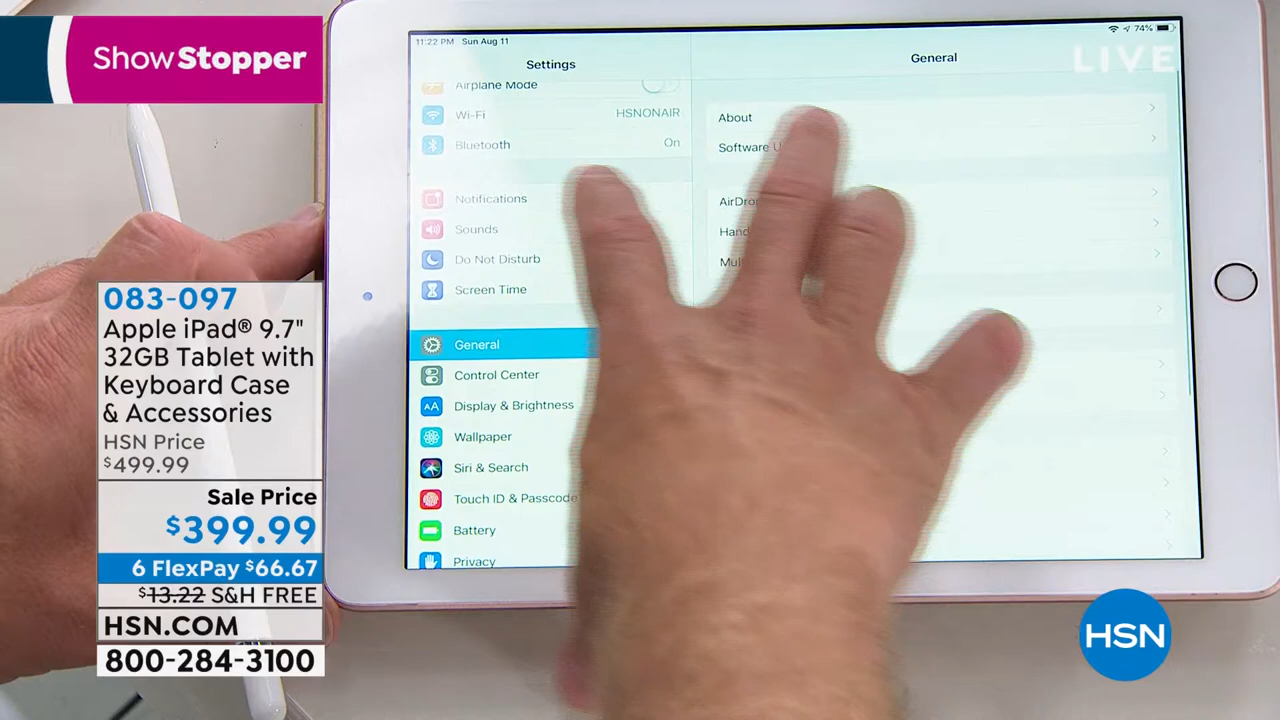 ShowStopper
083-097
Apple iPad® 9.7"
32GB Tablet with
Keyboard Case
& Accessories
HSN Price
$499.99
Sale Price
$399.99
6 FlexPay $66.67
$13.22 S&H FREE
HSN.COM
800-284-3100
11:22 PM Sun Aug 11
74%
Settings
Airplane Mode
Wi-Fi HSNONAIR
Bluetooth On
Notifications
Sounds
Do Not Disturb
Screen Time
General
Control Center
AA Display & Brightness
Wallpaper
Siri & Search
Touch ID & Passcode
Battery
Privacy
General
About
Software
LIVE
HSN